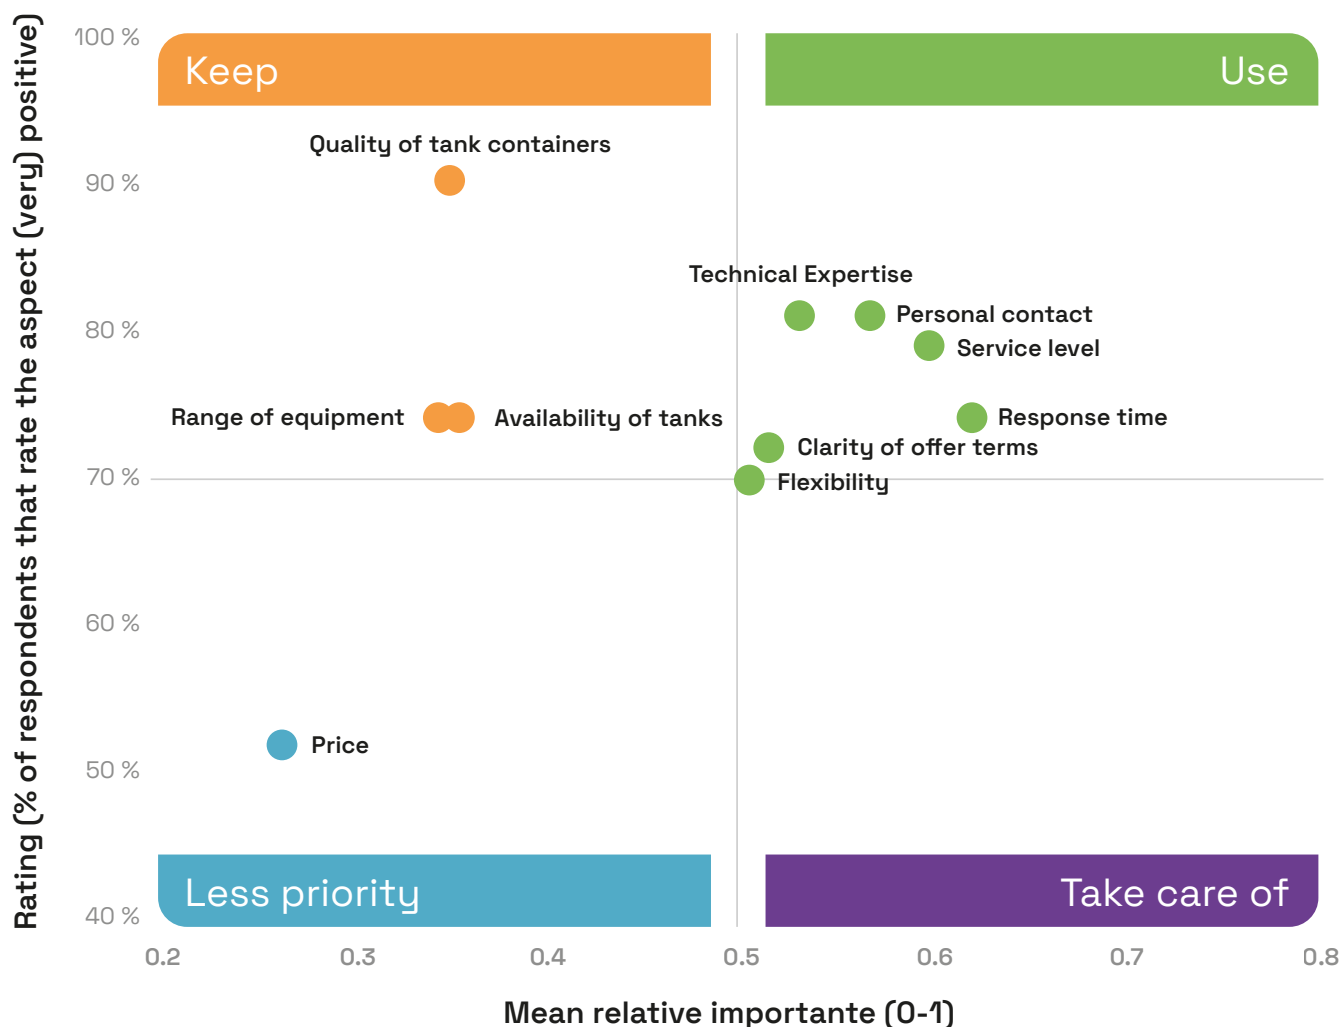 Rating (% of respondents that rate the aspect (very) positive)
100 %
90 %
80 %
70 %
60 %
50 %
40 %
Keep
Use
Quality of tank containers
Technical Expertise
Personal contact
Service level
Range of equipment
Availability of tanks
Response time
Clarity of offer terms
Flexibility
Price
Less priority
Take care of
0.2
0.3
0.4
0.5
0.6
0.7
0.8
Mean relative importante (0-1)